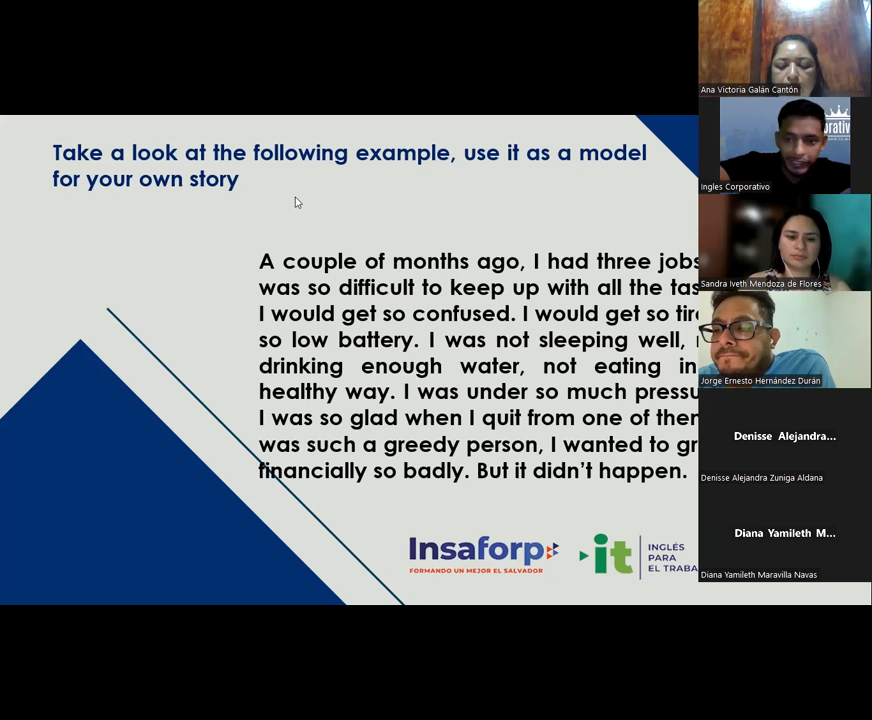 Take a look at the following example, use it as a model
for your own story
A couple of months ago, I had three jobs
was so difficult to keep up with all the
I would get so confused. I would get so
so low battery. I was not sleeping well,
drinking enough water, not eating in
healthy way. I was under so much
I was so glad when I quit from one of
was such a greedy person, I wanted to
financially so badly. But it didn't happen.
Insaforp
FORMANDO UN MEJOR EL SALVADOR
it
INGLÉS
PARA
EL
Ana Victoria Galán Cantón
Ingles Corporativo
Sandra Iveth Mendoza de Flores
Jorge Ernesto Hernández Durán
Denisse Alejandra...
Denisse Alejandra Zuniga Aldana
Diana Yamileth M...
Diana Yamileth Maravilla Navas